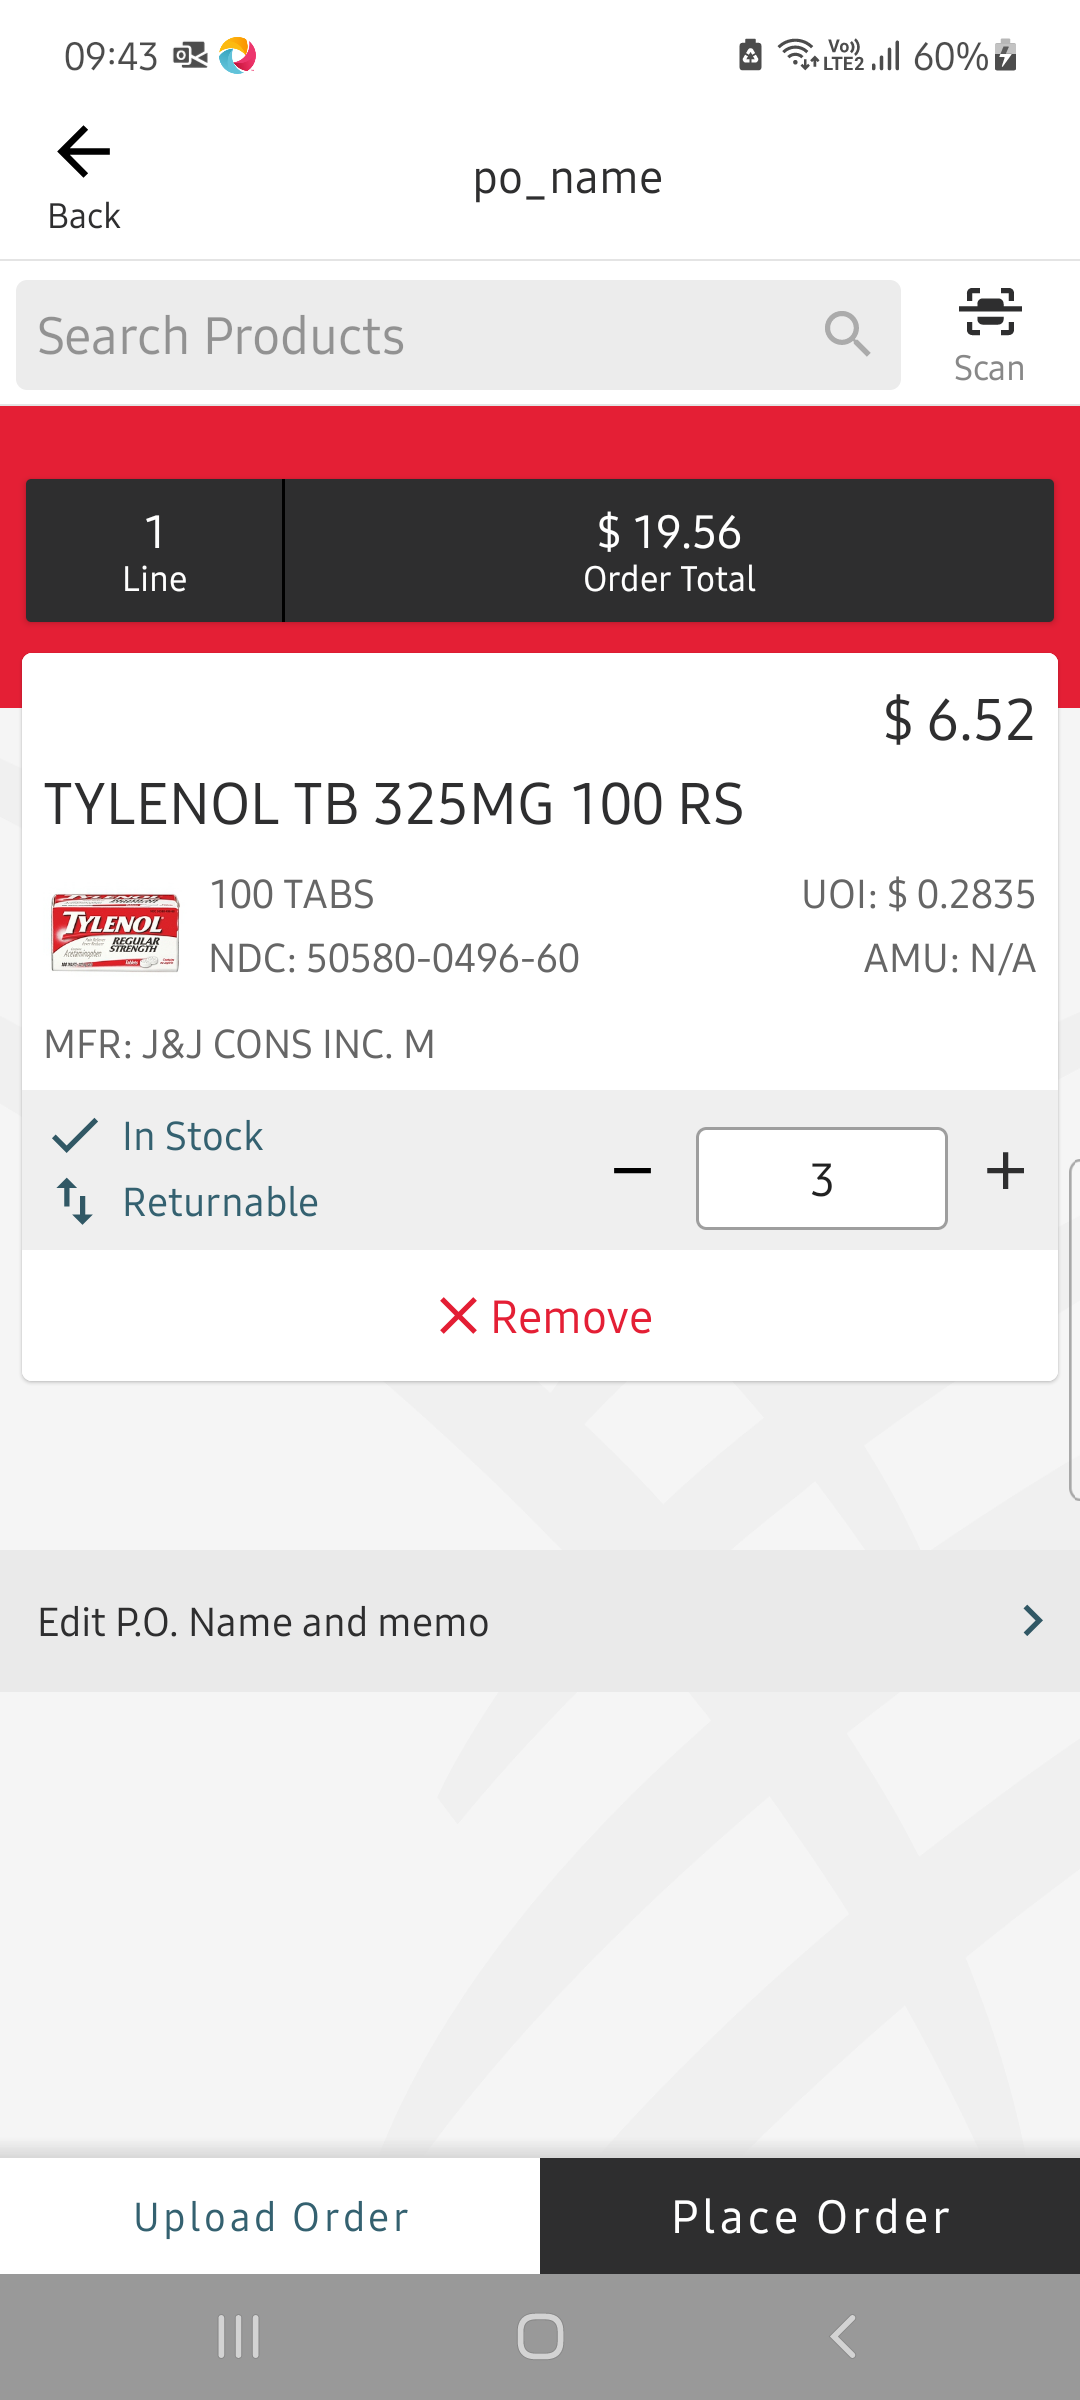 09:43
Vo)) LTE2 60%
Back
po_name
Search Products
Scan
1
Line
$ 19.56
Order Total
$ 6.52
TYLENOL TB 325MG 100 RS
TYLENOL
REGULAR
STRENGTH
100 TABS
UOI: $ 0.2835
NDC: 50580-0496-60
AMU: N/A
MFR: J&J CONS INC. M
In Stock
Returnable
3
Remove
Edit P.O. Name and memo
Upload Order
Place Order